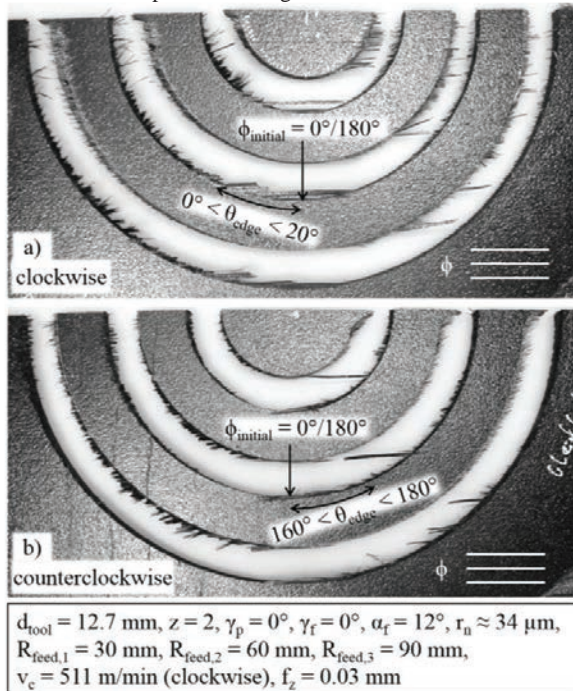 ϕinitial = 0°/180°
0° < θedge < 20°
a)
clockwise
ϕ
ϕinitial = 0°/180°
160° < θedge < 180°
b)
counterclockwise
ϕ
dtool = 12.7 mm, z = 2, γp = 0°, γf = 0°, αf = 12°, rn ≈ 34 µm,
Rfeed,1 = 30 mm, Rfeed,2 = 60 mm, Rfeed,3 = 90 mm,
vc = 511 m/min (clockwise), fz = 0.03 mm